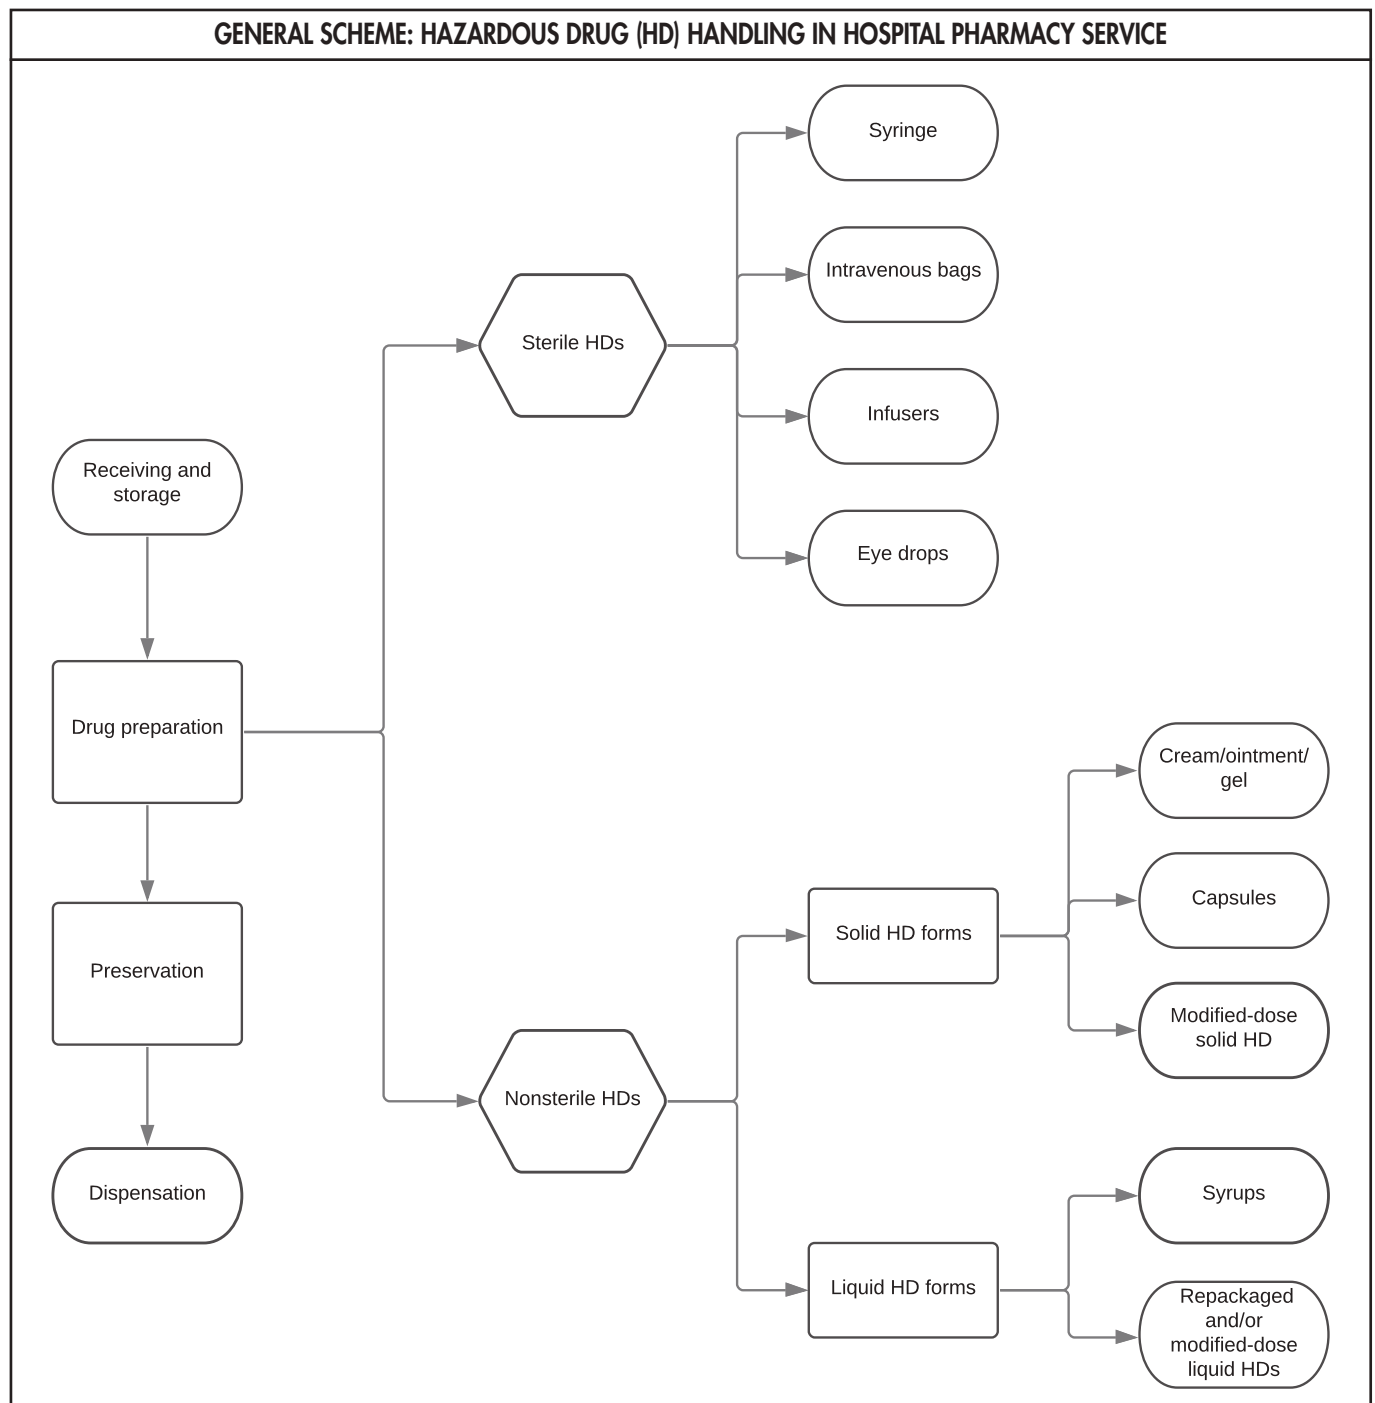 GENERAL SCHEME: HAZARDOUS DRUG (HD) HANDLING IN HOSPITAL PHARMACY SERVICE
Syringe
Intravenous bags
Sterile HDs
Infusers
Receiving and
storage
Eye drops
Drug preparation
Cream/ointment/
gel
Capsules
Solid HD forms
Preservation
Modified-dose
solid HD
Nonsterile HDs
Dispensation
Syrups
Liquid HD forms
Repackaged
and/or
modified-dose
liquid HDs